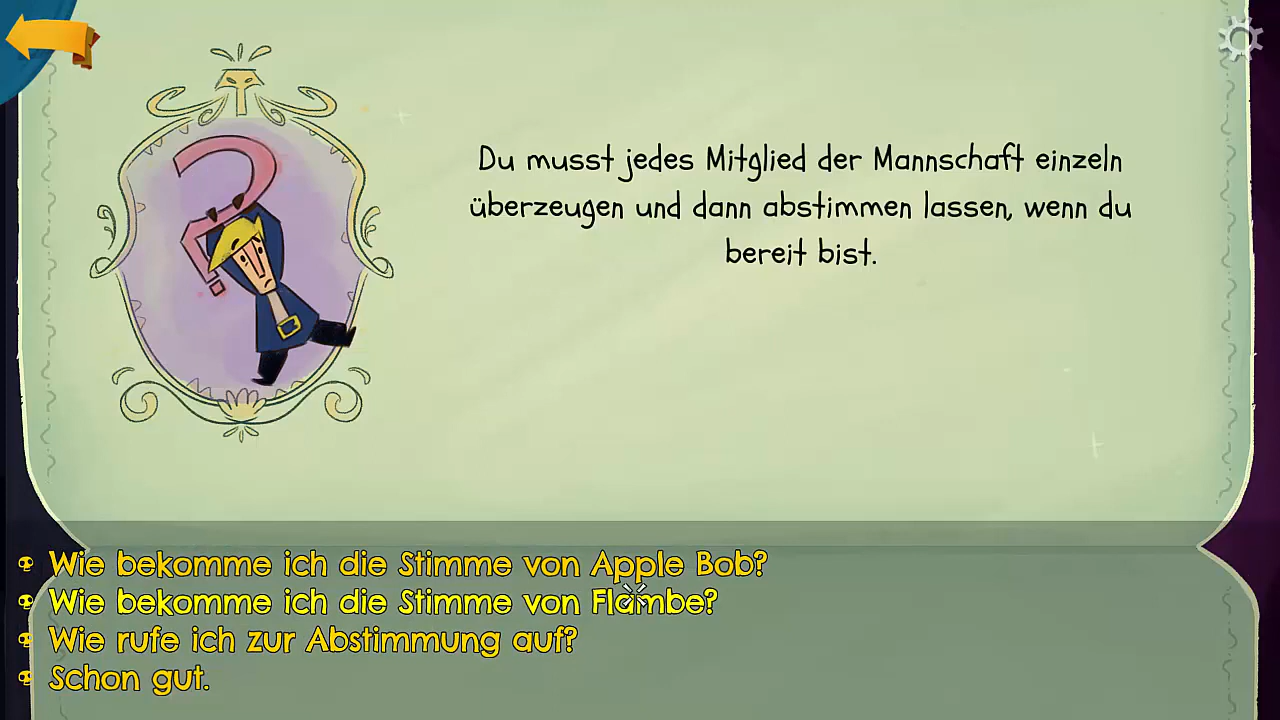 Du musst jedes Mitglied der Mannschaft einzeln
überzeugen und dann abstimmen lassen, wenn du
bereit bist.
Wie bekomme ich die Stimme von Apple Bob?
Wie bekomme ich die Stimme von Flambe?
Wie rufe ich zur Abstimmung auf?
Schon gut.